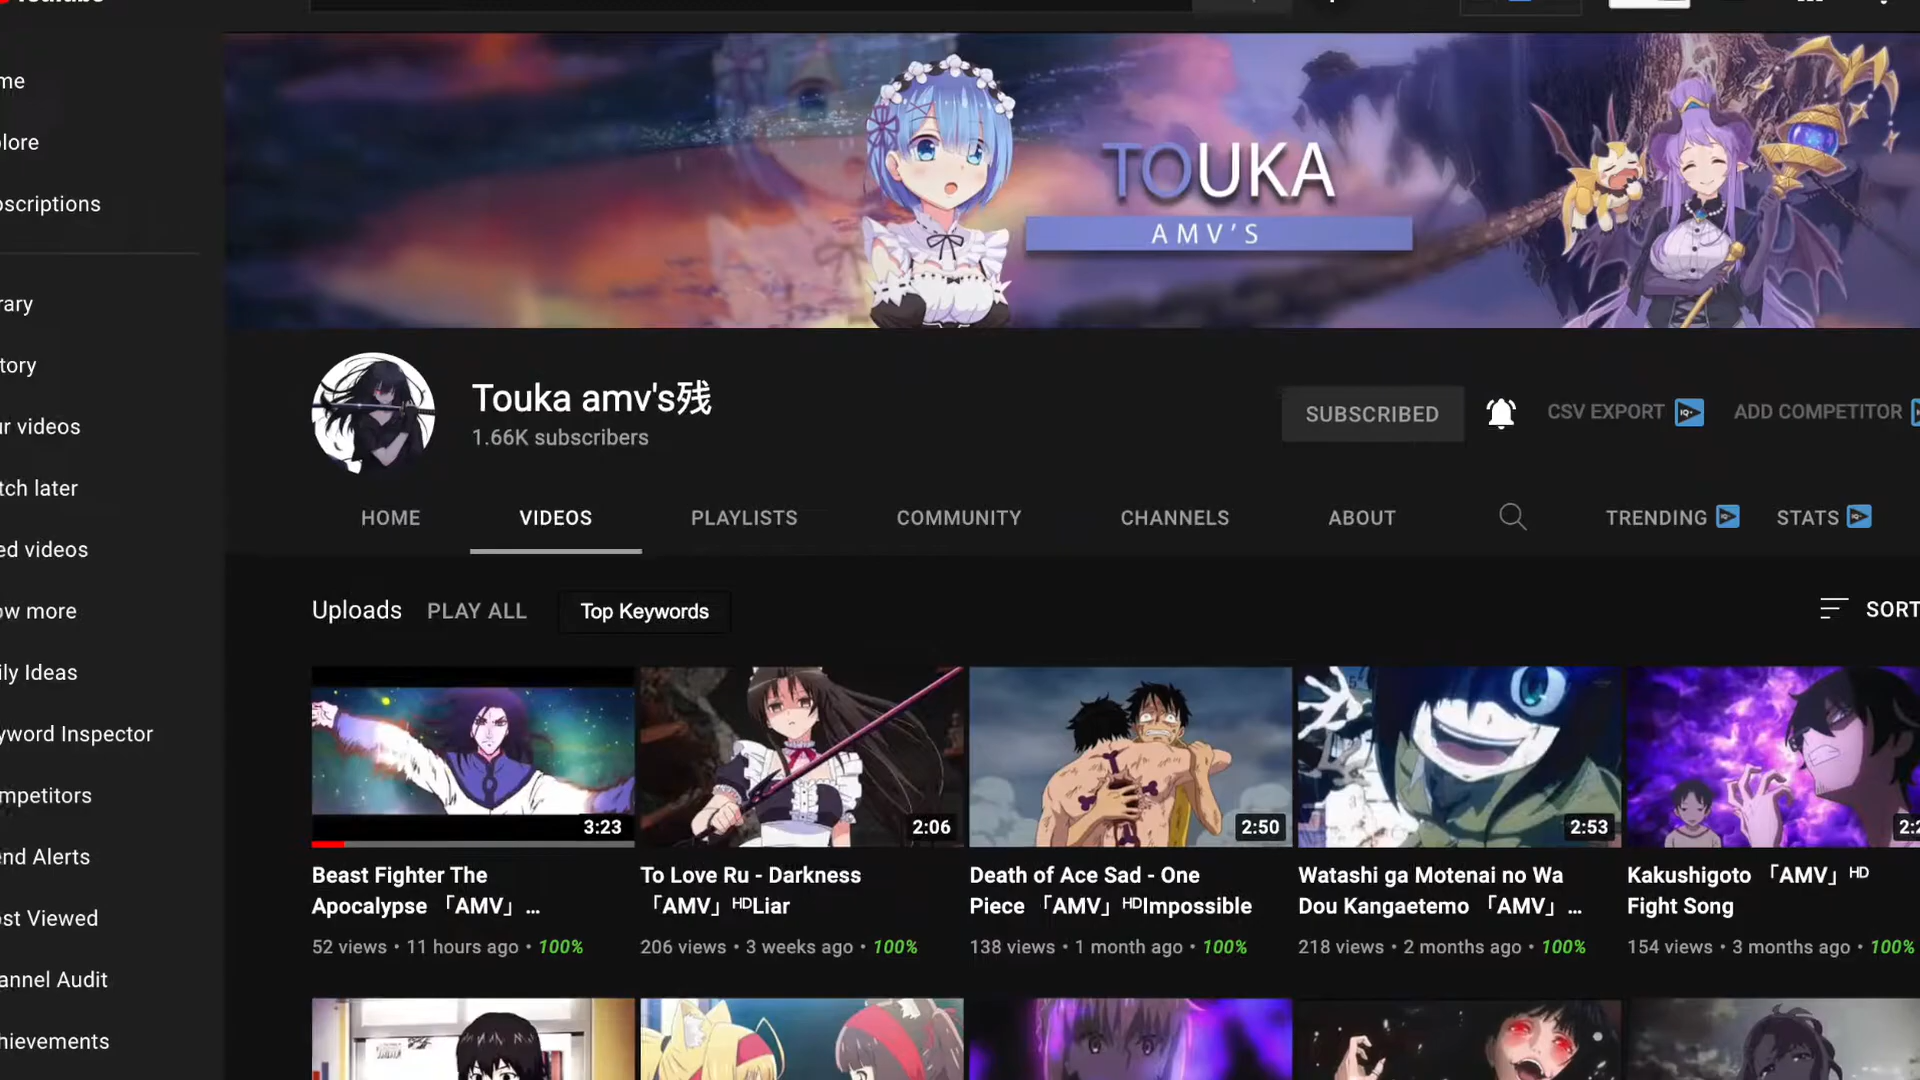 me
lore
scriptions
rary
tory
ur videos
tch later
ed videos
ow more
ily Ideas
yword Inspector
mpetitors
end Alerts
st Viewed
annel Audit
hievements
TOUKA
AMV'S
Touka amv's残
1.66K subscribers
SUBSCRIBED
CSV EXPORT
ADD COMPETITOR
HOME VIDEOS PLAYLISTS COMMUNITY CHANNELS ABOUT TRENDING STATS
Uploads PLAY ALL Top Keywords
SORT
3:23
2:06
2:50
2:53
Beast Fighter The
Apocalypse 「AMV」 ...
52 views • 11 hours ago • 100%
To Love Ru - Darkness
「AMV」ᴴᴰLiar
206 views • 3 weeks ago • 100%
Death of Ace Sad - One
Piece 「AMV」ᴴᴰImpossible
138 views • 1 month ago • 100%
Watashi ga Motenai no Wa
Dou Kangaetemo 「AMV」 ...
218 views • 2 months ago • 100%
Kakushigoto 「AMV」ᴴᴰ
Fight Song
154 views • 3 months ago • 100%